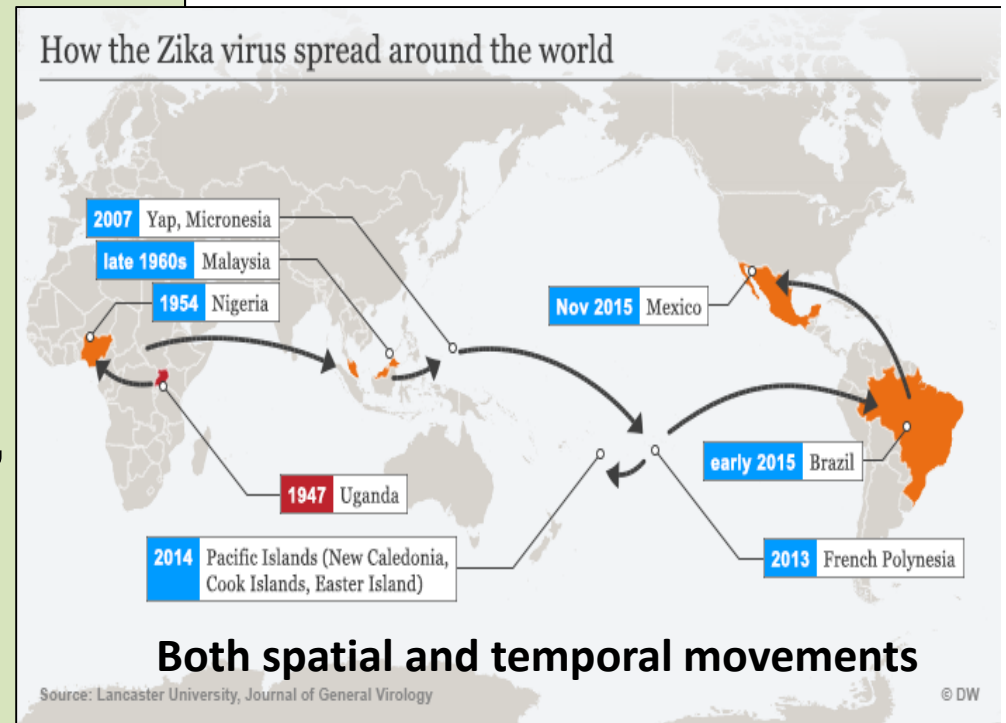 How the Zika virus spread around the world
2007 Yap, Micronesia
late 1960s Malaysia
1954 Nigeria
Nov 2015 Mexico
early 2015 Brazil
1947 Uganda
2014 Pacific Islands (New Caledonia,
Cook Islands, Easter Island)
2013 French Polynesia
Both spatial and temporal movements
Source: Lancaster University, Journal of General Virology
© DW